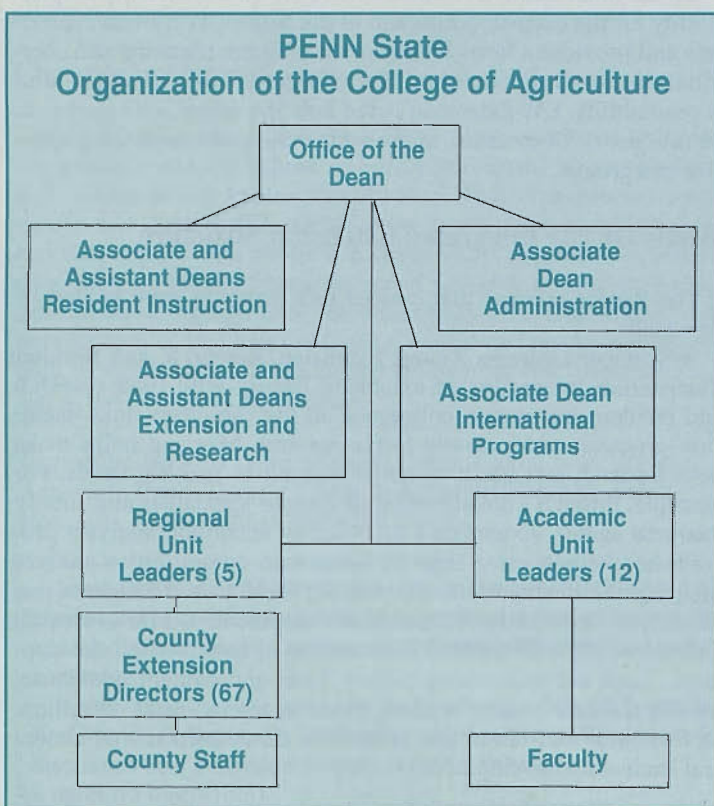 PENN State
Organization of the College of Agriculture
Office of the
Dean
Associate and
Assistant Deans
Resident Instruction
Associate
Dean
Administration
Associate and
Assistant Deans
Extension and
Research
Associate Dean
International
Programs
Regional
Unit
Leaders (5)
Academic
Unit
Leaders (12)
County
Extension
Directors (67)
County Staff
Faculty